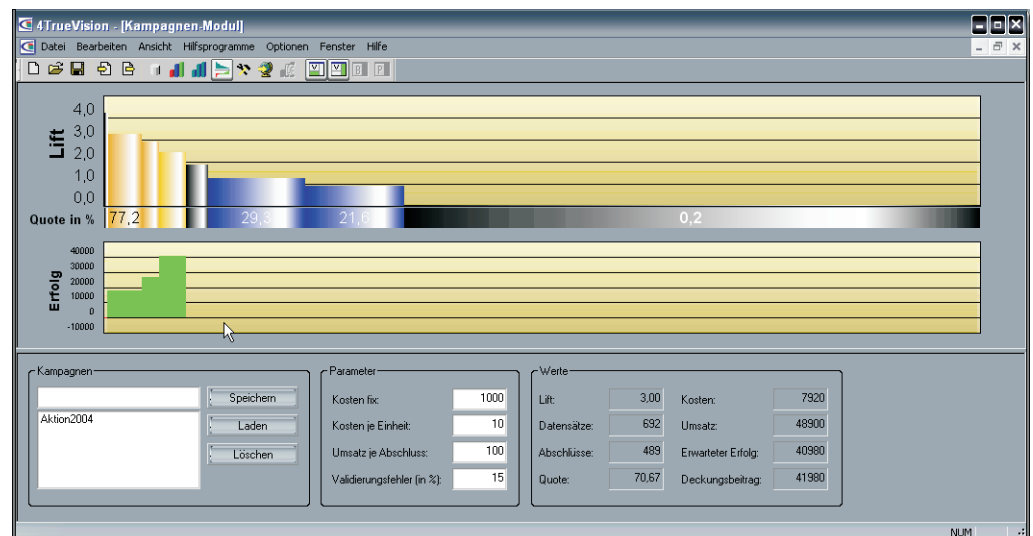 4TrueVision - [Kampagnen-Modul]
Datei Bearbeiten Ansicht Hilfsprogramme Optionen Fenster Hilfe
B P
Lift
4,0
3,0
2,0
1,0
0,0
Quote in % 77,2 29,3 21,6 0,2
Erfolg
40000
30000
20000
10000
0
-10000
Kampagnen
Speichern
Aktion2004
Laden
Löschen
Parameter
Kosten fix: 1000
Kosten je Einheit: 10
Umsatz je Abschluss: 100
Validierungsfehler (in %): 15
Werte
Lift: 3,00 Kosten: 7920
Datensätze: 692 Umsatz: 48900
Abschlüsse: 489 Erwarteter Erfolg: 40980
Quote: 70,67 Deckungsbeitrag: 41980
NUM